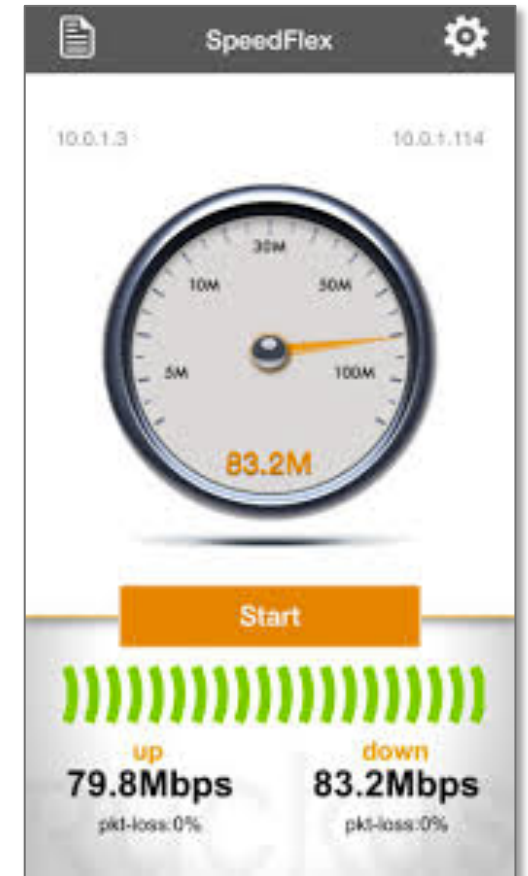 SpeedFlex
10.0.1.3 10.0.1.114
30M
10M 50M
5M 100M
83.2M
Start
up down
79.8Mbps 83.2Mbps
pkt-loss:0% pkt-loss:0%